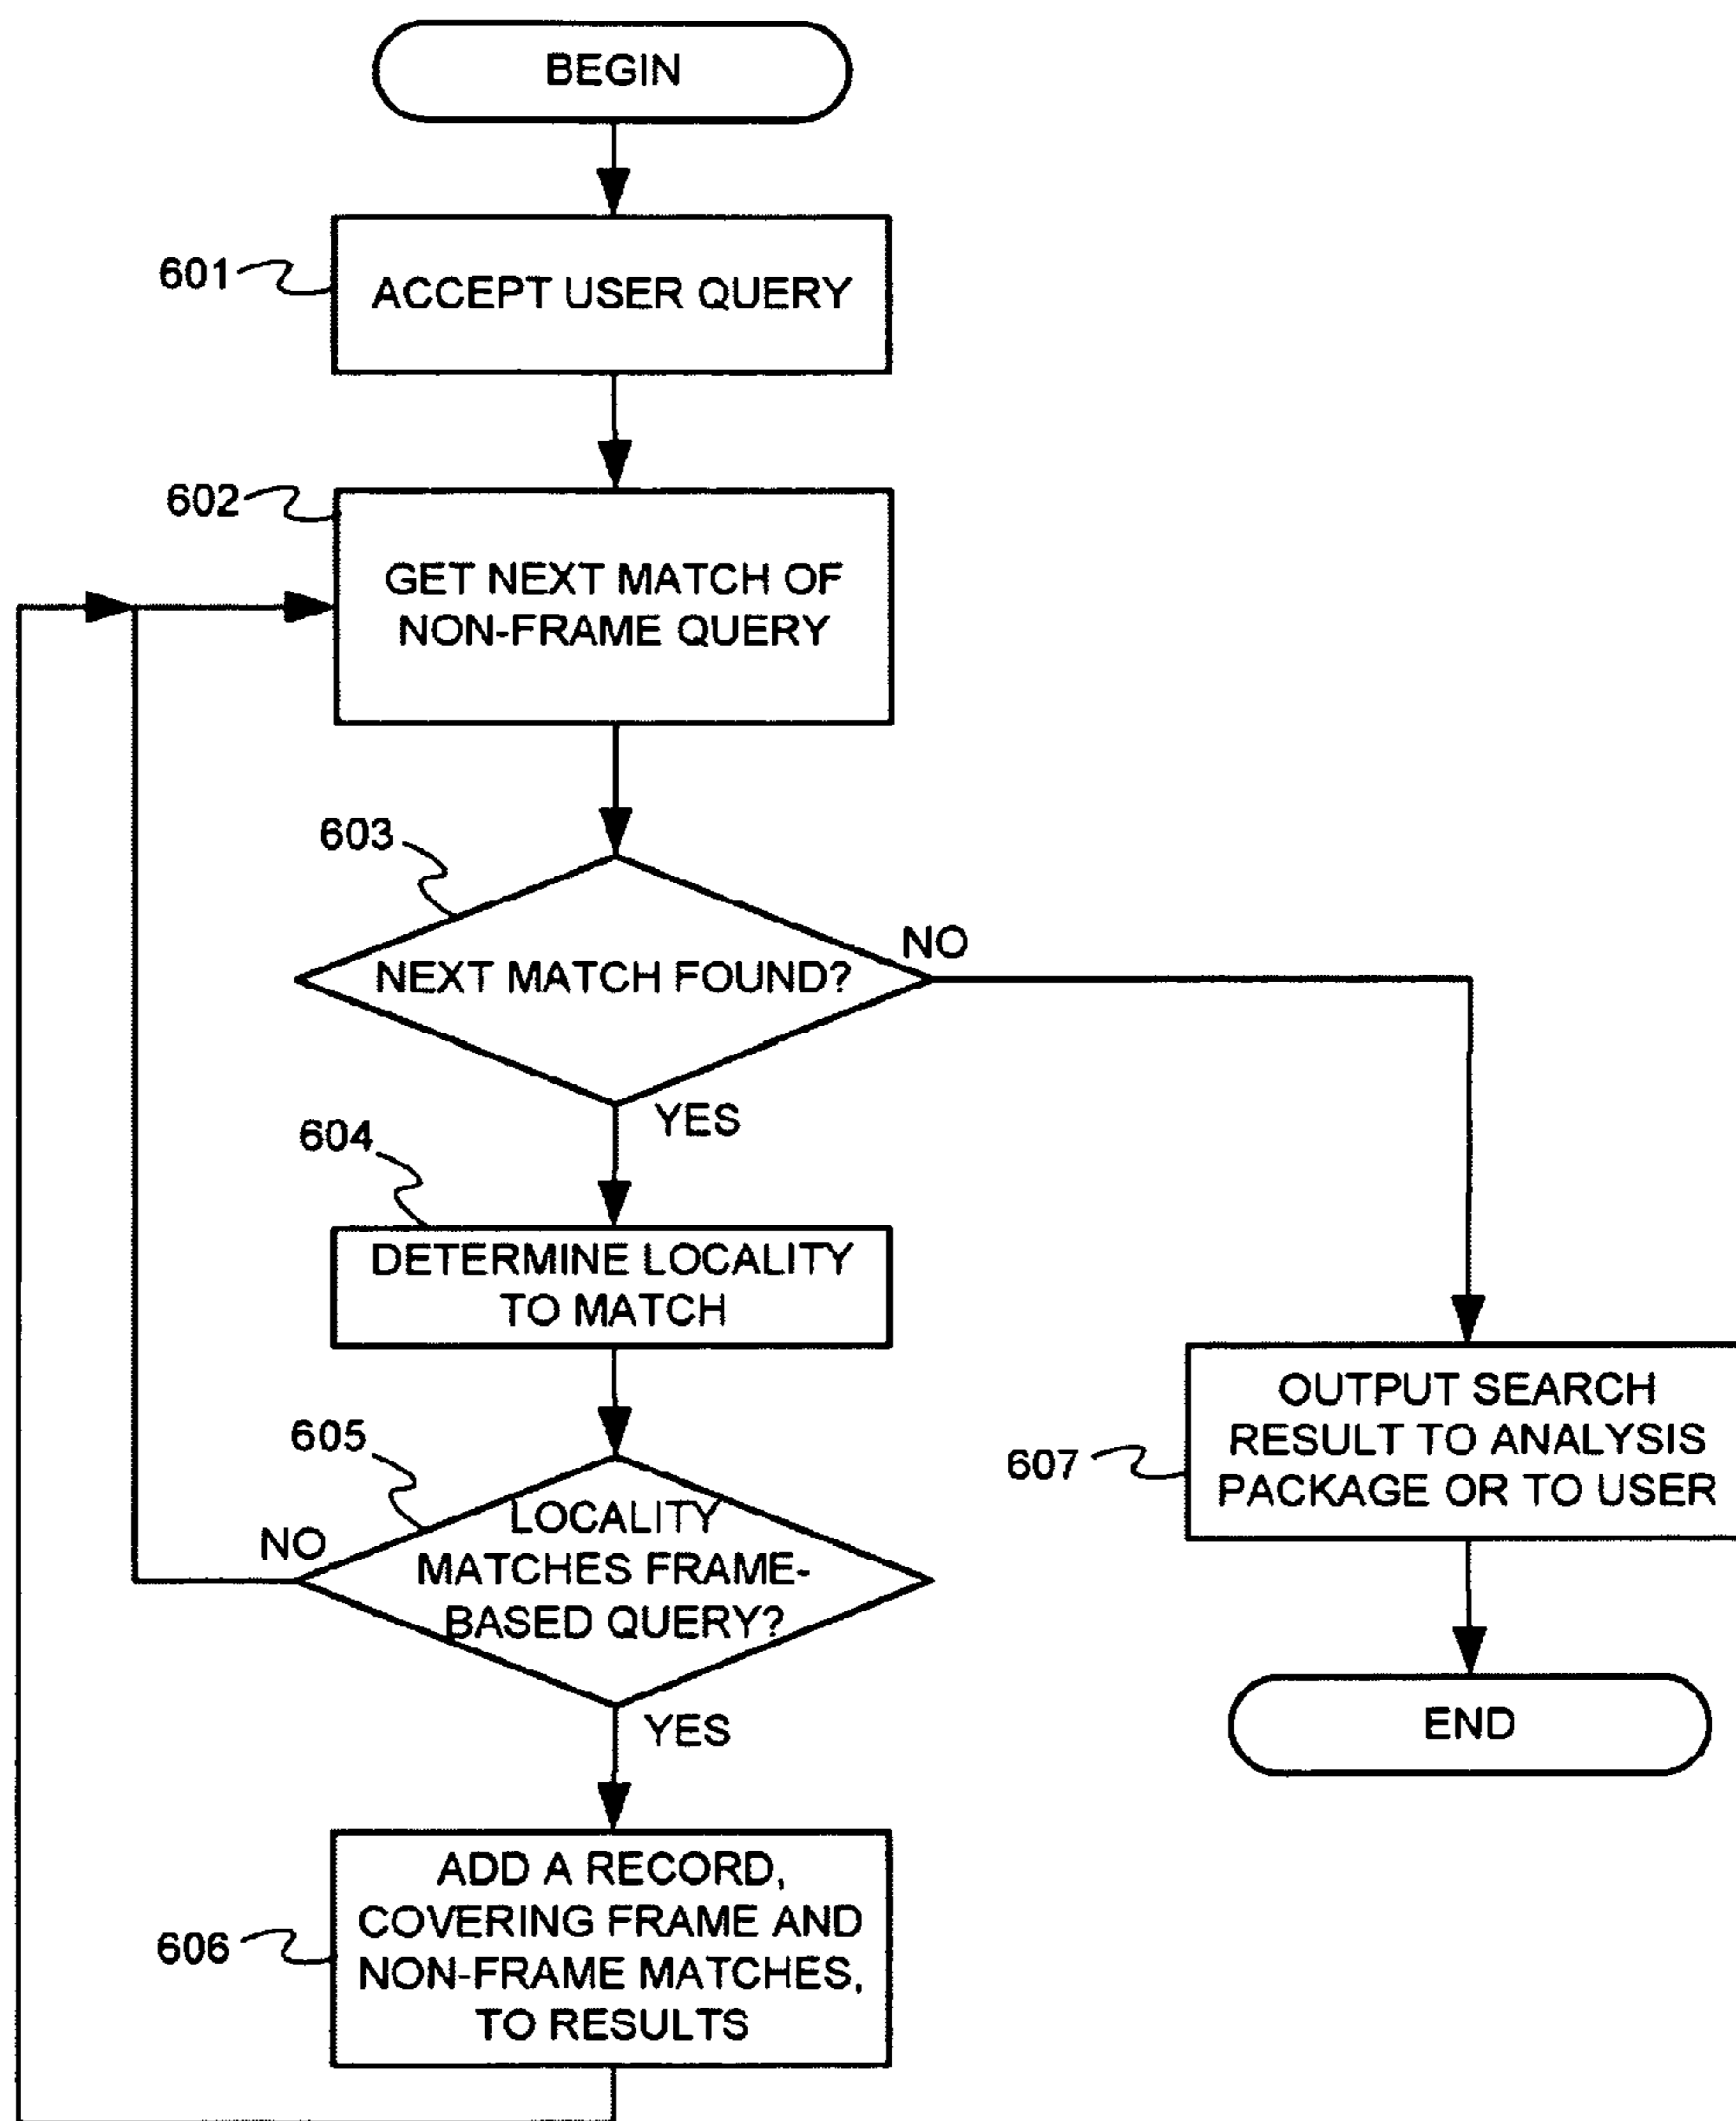 BEGIN
601
ACCEPT USER QUERY
602
GET NEXT MATCH OF
NON-FRAME QUERY
603
NEXT MATCH FOUND?
NO
YES
604
DETERMINE LOCALITY
TO MATCH
605
LOCALITY
MATCHES FRAME-
BASED QUERY?
NO
YES
606
ADD A RECORD,
COVERING FRAME AND
NON-FRAME MATCHES,
TO RESULTS
607
OUTPUT SEARCH
RESULT TO ANALYSIS
PACKAGE OR TO USER
END